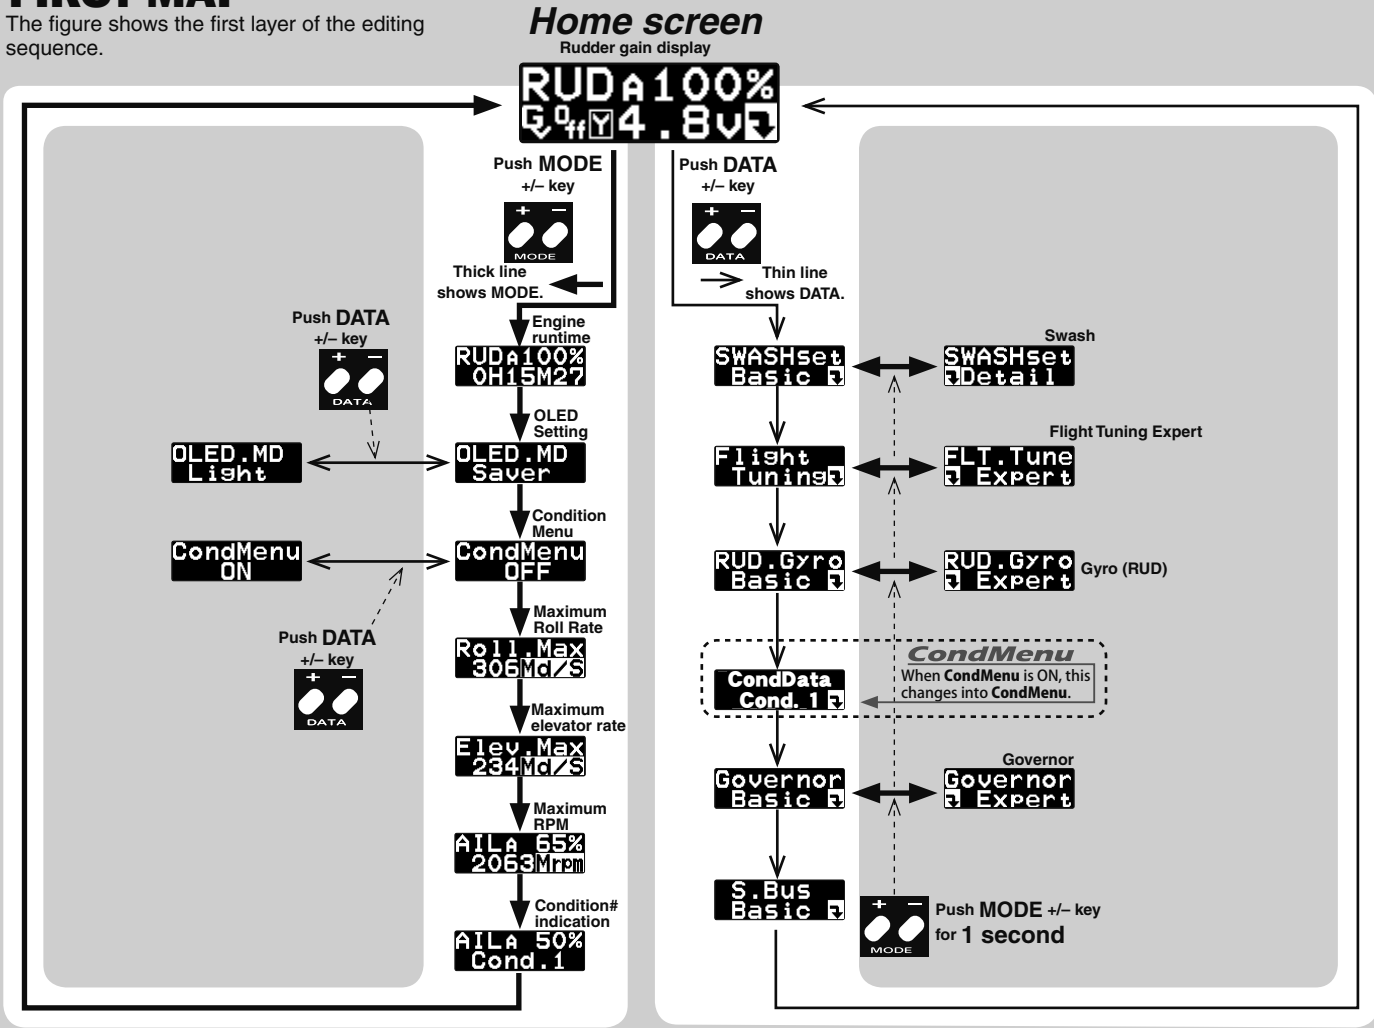 FIRST MAP
The figure shows the first layer of the editing
sequence.
Home screen
Rudder gain display
RUDA100%
G Off Y 4.8v
Push MODE
+/– key
+ –
MODE
Thick line
shows MODE.
Push DATA
+/– key
+ –
DATA
Thin line
shows DATA.
Engine
runtime
RUDA100%
0H15M27
Push DATA
+/– key
+ –
DATA
OLED
Setting
OLED.MD
Light
OLED.MD
Saver
Condition
Menu
CondMenu
ON
CondMenu
OFF
Push DATA
+/– key
+ –
DATA
Maximum
Roll Rate
Roll.Max
306Md/S
Maximum
elevator rate
Elev.Max
234Md/S
Maximum
RPM
AILA 65%
2063Mrpm
Condition#
indication
AILA 50%
Cond.1
SWASHset
Basic
Swash
SWASHset
Detail
Flight
Tuning
Flight Tuning Expert
FLT.Tune
Expert
RUD.Gyro
Basic
RUD.Gyro
Expert
Gyro (RUD)
CondData
Cond. 1
CondMenu
When CondMenu is ON, this
changes into CondMenu.
Governor
Basic
Governor
Governor
Expert
S.Bus
Basic
+ –
MODE
Push MODE +/– key
for 1 second